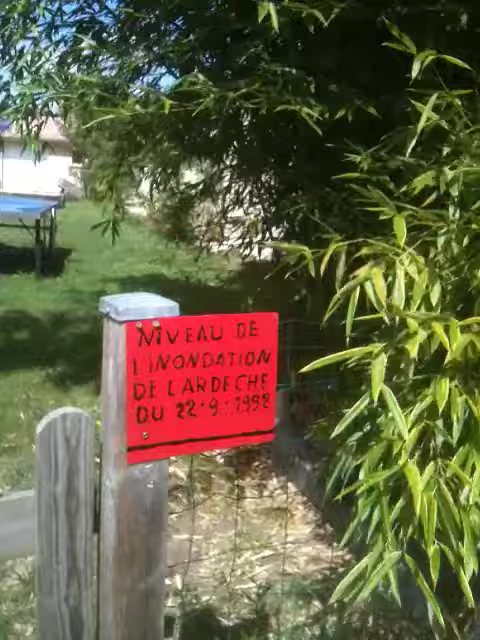 NIVEAU DE
L'INONDATION
DE L'ARDECHE
DU 22·9·1992